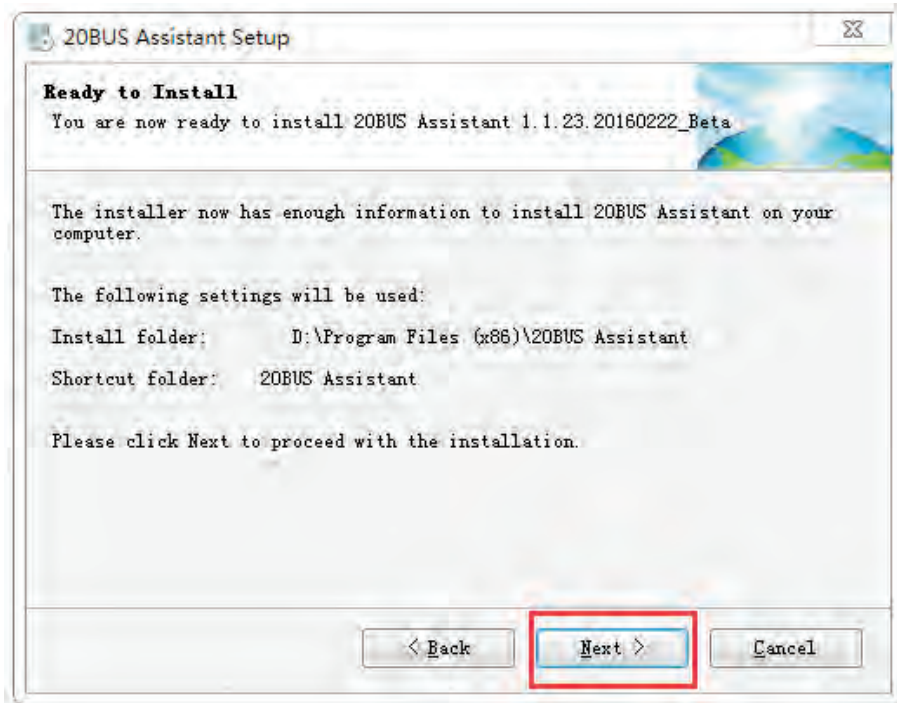 20BUS Assistant Setup
Ready to Install
You are now ready to install 20BUS Assistant 1.1.23.20160222_Beta
The installer now has enough information to install 20BUS Assistant on your
computer.
The following settings will be used:
Install folder: D:\Program Files (x86)\20BUS Assistant
Shortcut folder: 20BUS Assistant
Please click Next to proceed with the installation.
< Back Next > Cancel